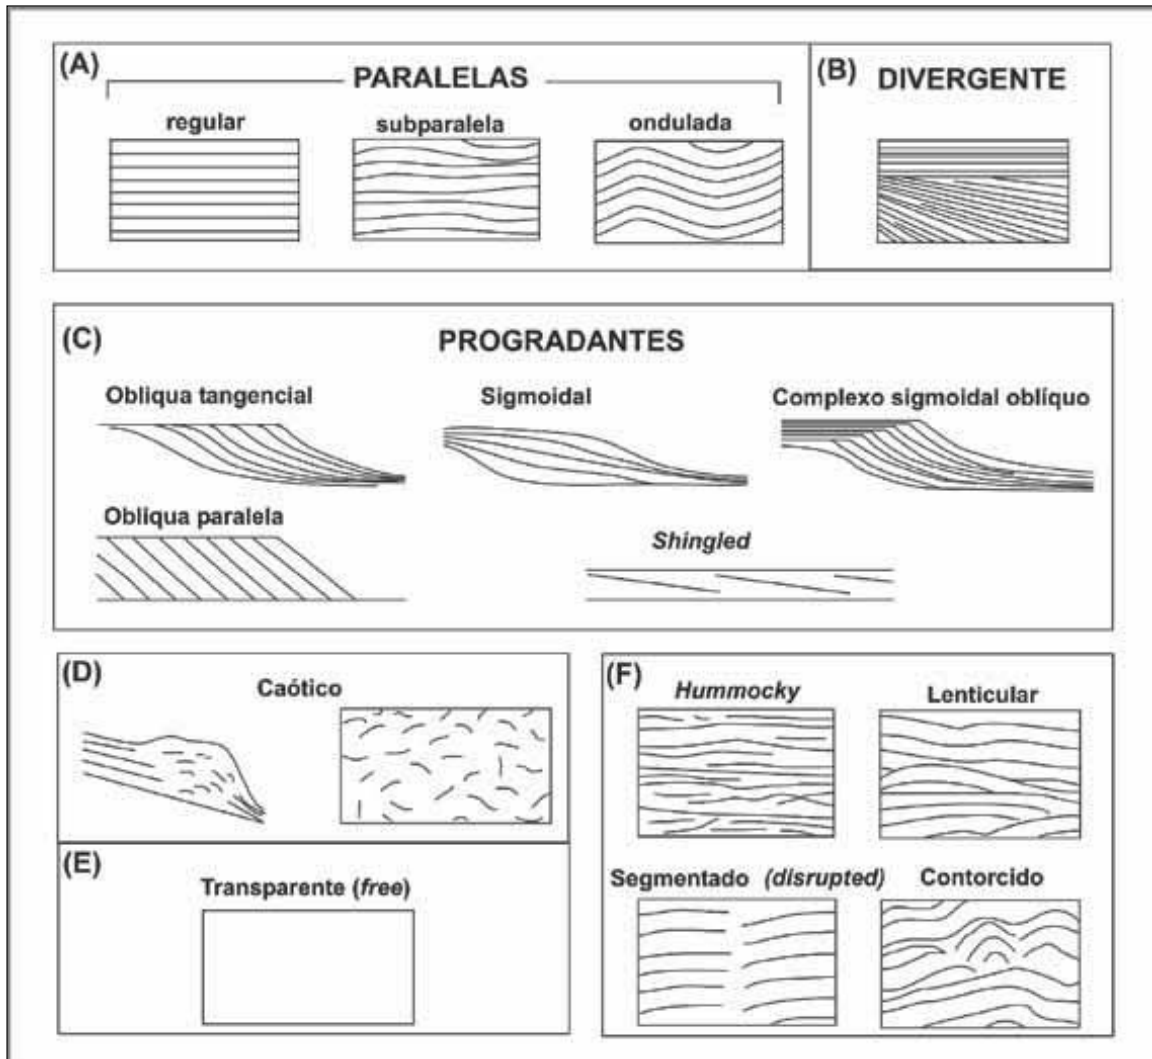 (A)
PARALELAS
regular
subparalela
ondulada
(B)
DIVERGENTE
(C)
PROGRADANTES
Obliqua tangencial
Sigmoidal
Complexo sigmoidal oblíquo
Obliqua paralela
Shingled
(D)
Caótico
(E)
Transparente (free)
(F)
Hummocky
Lenticular
Segmentado (disrupted)
Contorcido